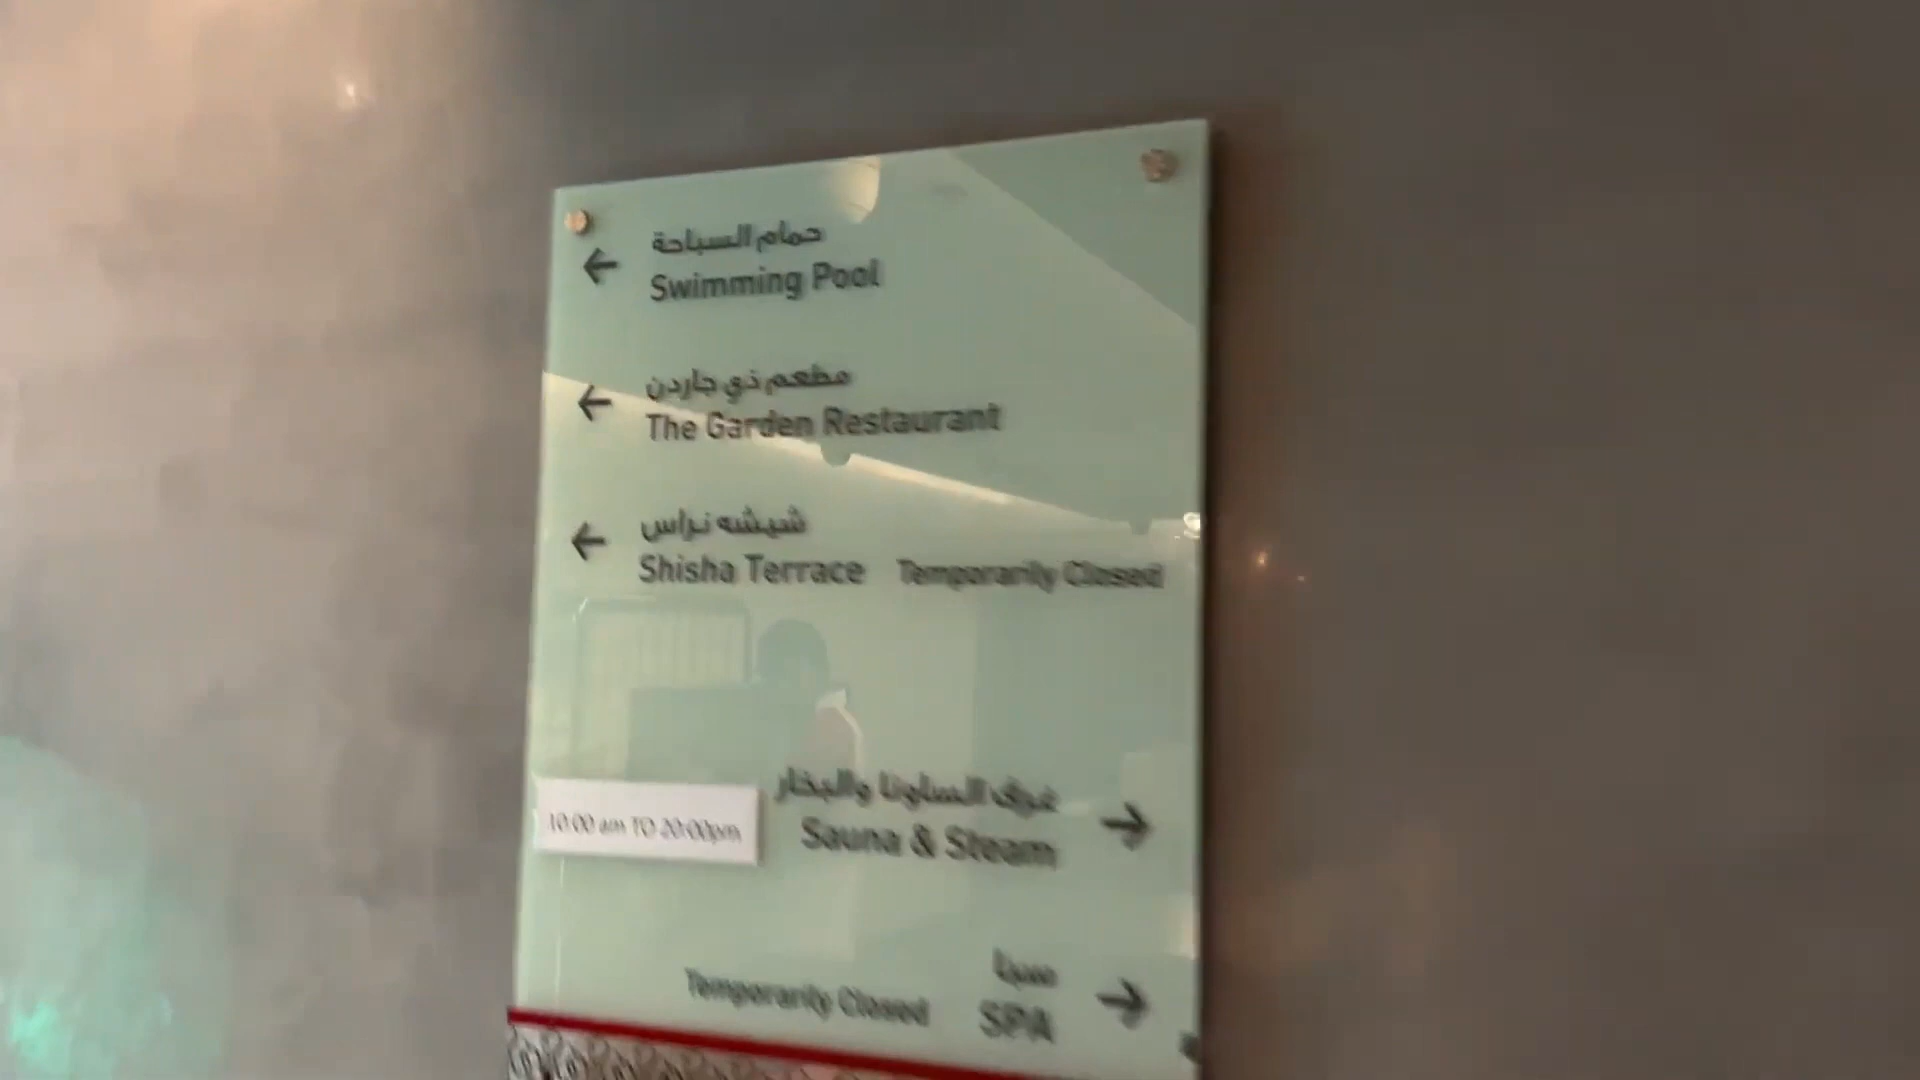 حمام السباحة
Swimming Pool
مطعم ذي جاردن
The Garden Restaurant
شيشه تراس
Shisha Terrace Temporarily Closed
غرف الساونا والبخار
10:00 am TO 20:00pm Sauna & Steam
سبا
Temporarily Closed SPA